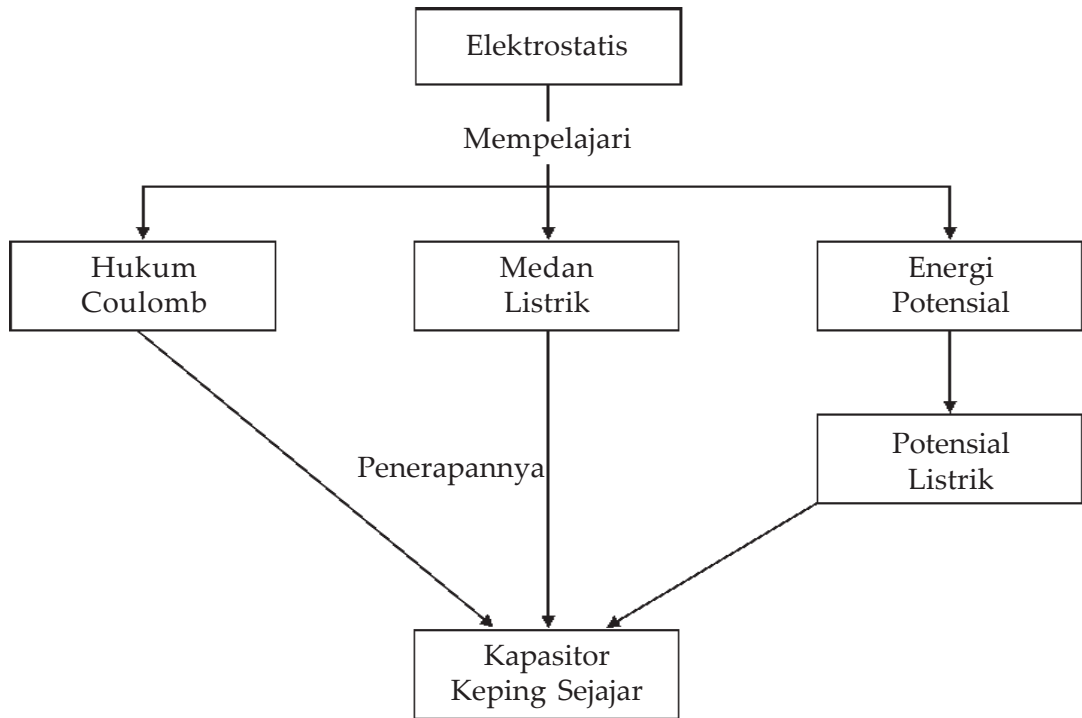 Elektrostatis
Mempelajari
Hukum
Coulomb
Medan
Listrik
Energi
Potensial
Penerapannya
Potensial
Listrik
Kapasitor
Keping Sejajar